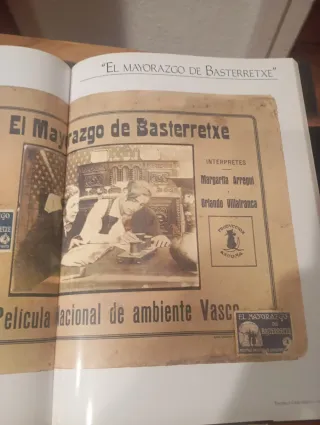 "EL MAYORAZGO DE BASTERRETXE"
El Mayorazgo de Basterretxe
INTERPRETES
Margarita Arregui
Orlando Villafranca
Película Nacional de ambiente Vasco
EL MAYORAZGO
DE
BASTERRETXE